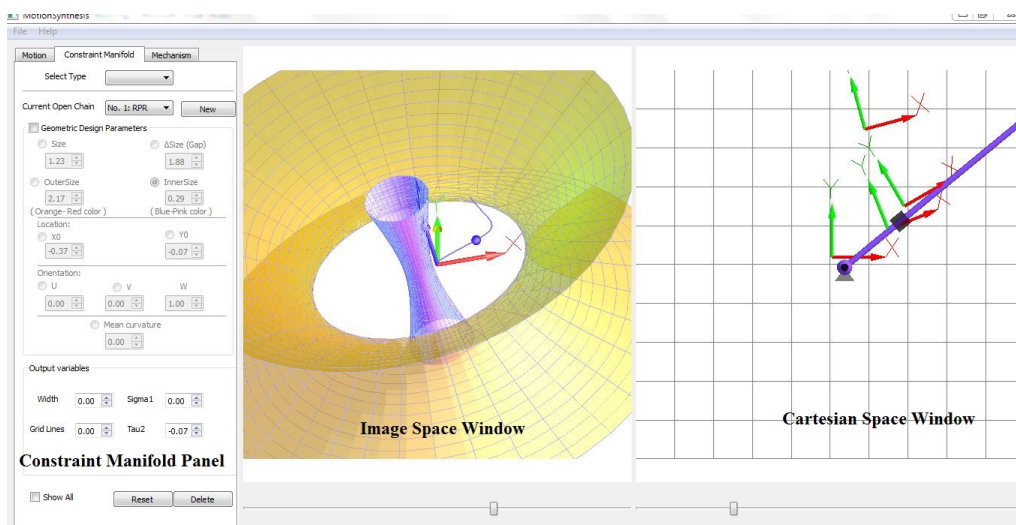 MotionSynthesis
File Help
Motion Constraint Manifold Mechanism
Select Type
Current Open Chain No. 1: RPR New
Geometric Design Parameters
Size ΔSize (Gap)
1.23 1.88
OuterSize InnerSize
2.17 0.29
( Orange- Red color ) ( Blue-Pink color )
Location:
X0 Y0
-0.37 -0.07
Orientation:
U V W
0.00 0.00 1.00
Mean curvature
0.00
Output variables
Width 0.00 Sigma1 0.00
Grid Lines 0.00 Tau2 -0.07
Constraint Manifold Panel
Show All Reset Delete
Y
X
Image Space Window
X
Y
X
Y
X
Y
X
Cartesian Space Window